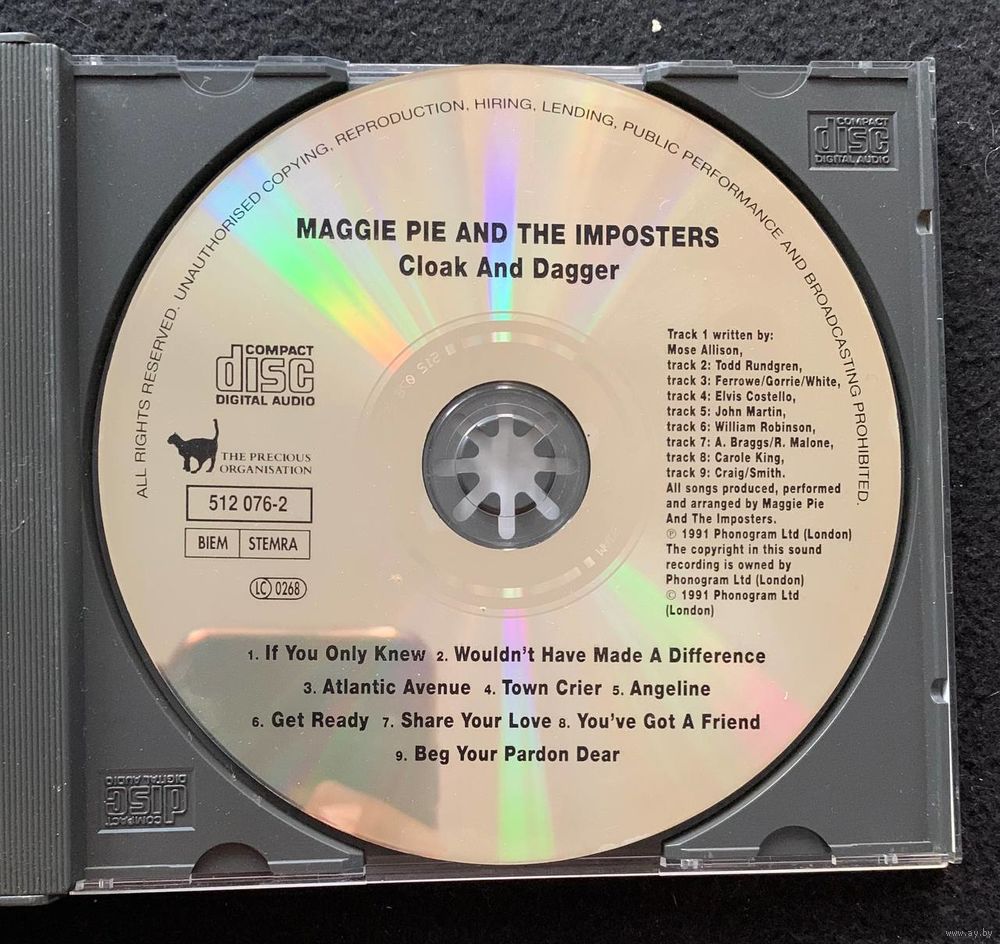 ALL RIGHTS RESERVED. UNAUTHORISED COPYING, REPRODUCTION, HIRING, LENDING, PUBLIC PERFORMANCE AND BROADCASTING PROHIBITED.
COMPACT
disc
DIGITAL AUDIO
MAGGIE PIE AND THE IMPOSTERS
Cloak And Dagger
COMPACT
disc
DIGITAL AUDIO
THE PRECIOUS
ORGANISATION
512 076-2
BIEM STEMRA
LC 0268
Track 1 written by:
Mose Allison,
track 2: Todd Rundgren,
track 3: Ferrowe/Gorrie/White,
track 4: Elvis Costello,
track 5: John Martin,
track 6: William Robinson,
track 7: A. Braggs/R. Malone,
track 8: Carole King,
track 9: Craig/Smith.
All songs produced, performed
and arranged by Maggie Pie
And The Imposters.
℗ 1991 Phonogram Ltd (London)
The copyright in this sound
recording is owned by
Phonogram Ltd (London)
© 1991 Phonogram Ltd
(London)
1. If You Only Knew 2. Wouldn't Have Made A Difference
3. Atlantic Avenue 4. Town Crier 5. Angeline
6. Get Ready 7. Share Your Love 8. You've Got A Friend
9. Beg Your Pardon Dear
COMPACT
disc
DIGITAL AUDIO
www.ay.by